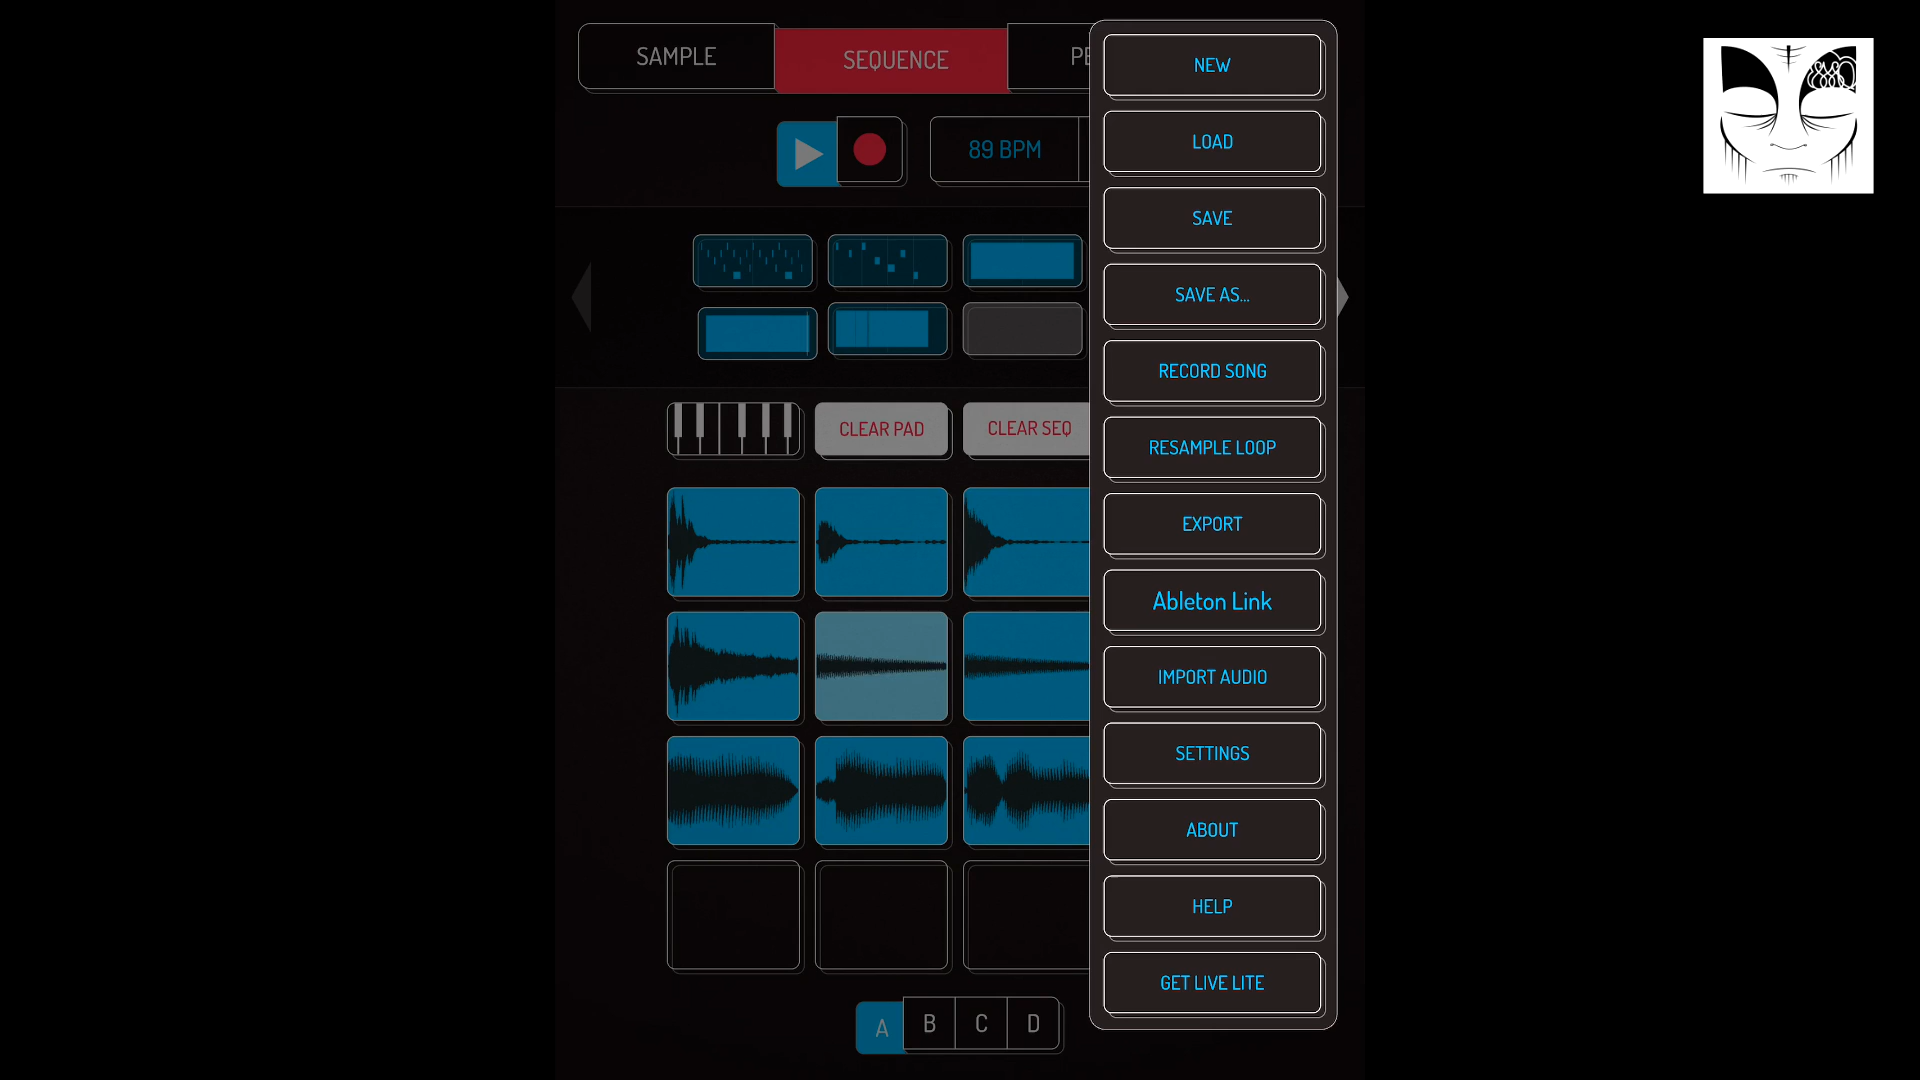 SAMPLE
SEQUENCE
PE
89 BPM
CLEAR PAD
CLEAR SEQ
A
B
C
D
NEW
LOAD
SAVE
SAVE AS...
RECORD SONG
RESAMPLE LOOP
EXPORT
Ableton Link
IMPORT AUDIO
SETTINGS
ABOUT
HELP
GET LIVE LITE